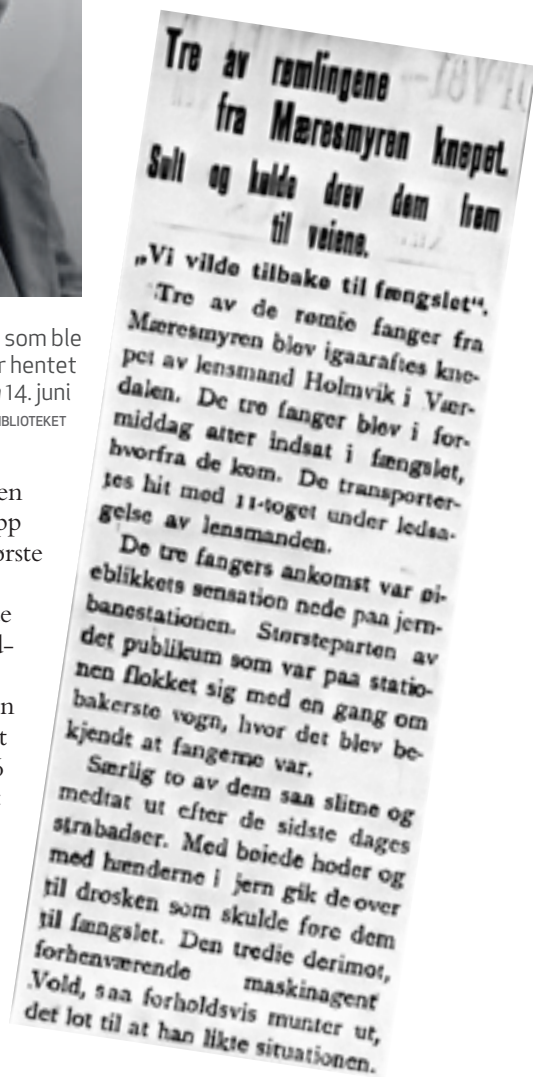 som ble
r hentet
14. juni
BLIOTEKET
en
pp
ørste
e
d-
n
t
Tre av rømlingene
fra Mæresmyren knepet.
Sult og kulde drev dem frem
til veiene.
„Vi vilde tilbake til fængslet“.
Tre av de rømte fanger fra
Mæresmyren blev igaaraftes kne-
pet av lensmand Holmvik i Vær-
dalen. De tre fanger blev i for-
middag atter indsat i fængslet,
hvorfra de kom. De transporter-
tes hit med 11-toget under ledsa-
gelse av lensmanden.
De tre fangers ankomst var øi-
eblikkets sensation nede paa jern-
banestationen. Størsteparten av
det publikum som var paa statio-
nen flokket sig med en gang om
bakerste vogn, hvor det blev be-
kjendt at fangerne var.
Særlig to av dem saa slitne og
medtat ut efter de sidste dages
strabadser. Med bøiede hoder og
med hænderne i jern gik de over
til drosken som skulde føre dem
til fængslet. Den tredie derimot,
forhenværende maskinagent
Vold, saa forholdsvis munter ut,
det lot til at han likte situationen.